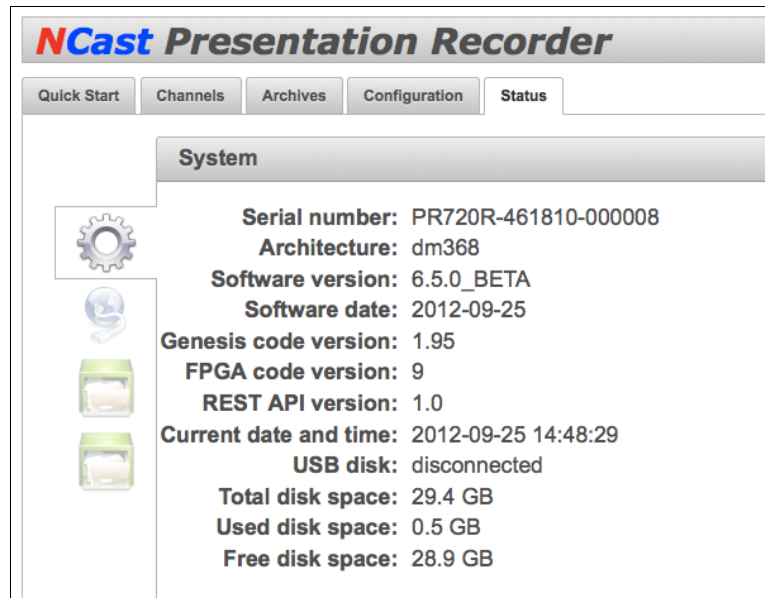 NCast Presentation Recorder
Quick Start Channels Archives Configuration Status
System
Serial number: PR720R-461810-000008
Architecture: dm368
Software version: 6.5.0_BETA
Software date: 2012-09-25
Genesis code version: 1.95
FPGA code version: 9
REST API version: 1.0
Current date and time: 2012-09-25 14:48:29
USB disk: disconnected
Total disk space: 29.4 GB
Used disk space: 0.5 GB
Free disk space: 28.9 GB